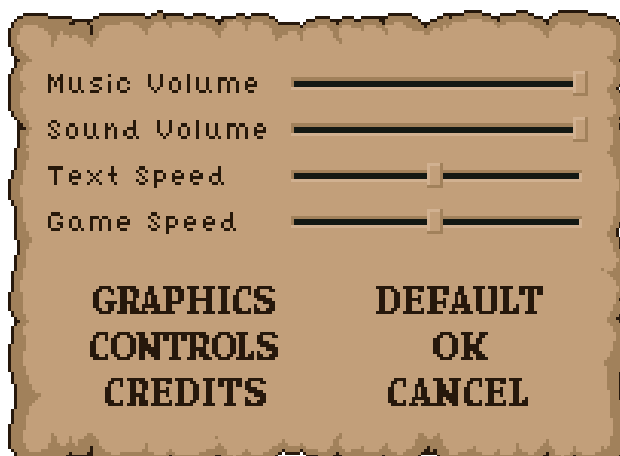 Music Volume
Sound Volume
Text Speed
Game Speed
GRAPHICS DEFAULT
CONTROLS OK
CREDITS CANCEL